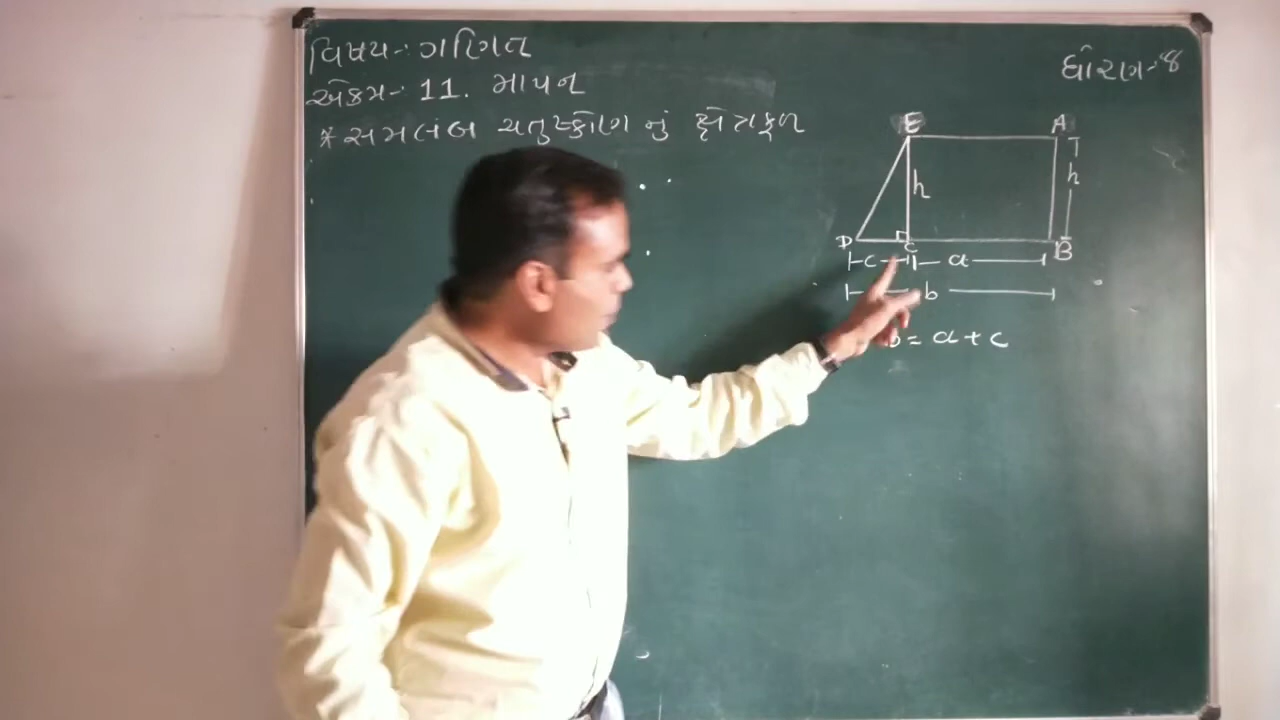 વિષય:- ગણિત
ધોરણ-8
એકમ:- 11. માપન
* સમલંબ ચતુષ્કોણ નું ક્ષેત્રફળ
E A
h h
D C B
c a
b
b = a + c